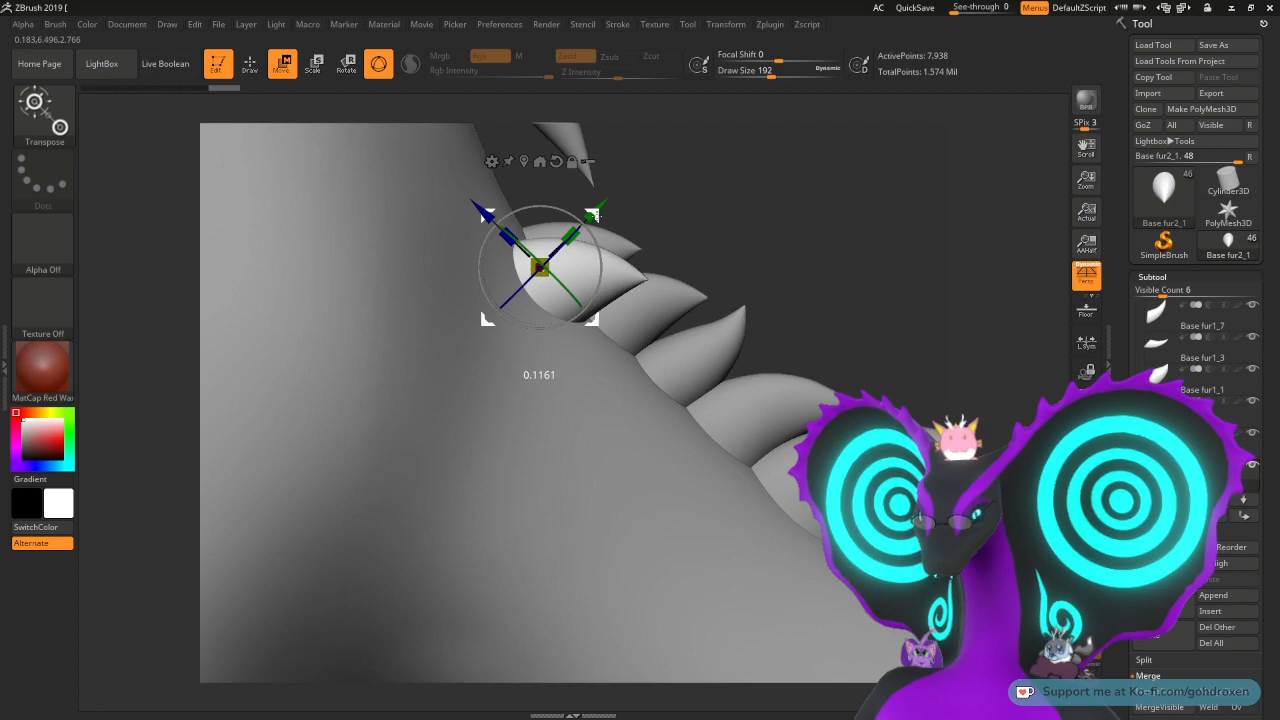 ZBrush 2019 [
AC QuickSave See-through 0 Menus DefaultZScript
Alpha Brush Color Document Draw Edit File Layer Light Macro Marker Material Movie Picker Preferences Render Stencil Stroke Texture Tool Transform Zplugin Zscript
Tool
0.183,6.496,2.766
Home Page LightBox Live Boolean Edit Draw Move Scale Rotate Mrgb Rgb M Zadd Zsub Zcut
Rgb Intensity Z Intensity
Focal Shift 0
Draw Size 192 Dynamic
ActivePoints: 7,938
TotalPoints: 1.574 Mil
Load Tool Save As
Load Tools From Project
Copy Tool Paste Tool
Import Export
Clone Make PolyMesh3D
GoZ All Visible R
Lightbox▶Tools
Base fur2_1. 48 R
46
Base fur2_1
Cylinder3D
PolyMesh3D
SimpleBrush
46
Base fur2_1
Subtool
Visible Count 6
Base fur1_7
Base fur1_3
Base fur1_1
Reorder
Append
Insert
Del Other
Del All
Split
Merge
MergeVisible Weld Uv
BPR
SPix 3
Scroll
Zoom
Actual
AAHalf
Dynamic
Persp
Floor
L.Sym
Transpose
Dots
Alpha Off
Texture Off
MatCap Red Wax
Gradient
SwitchColor
Alternate
0.1161
Support me at Ko-fi.com/gohdroxen